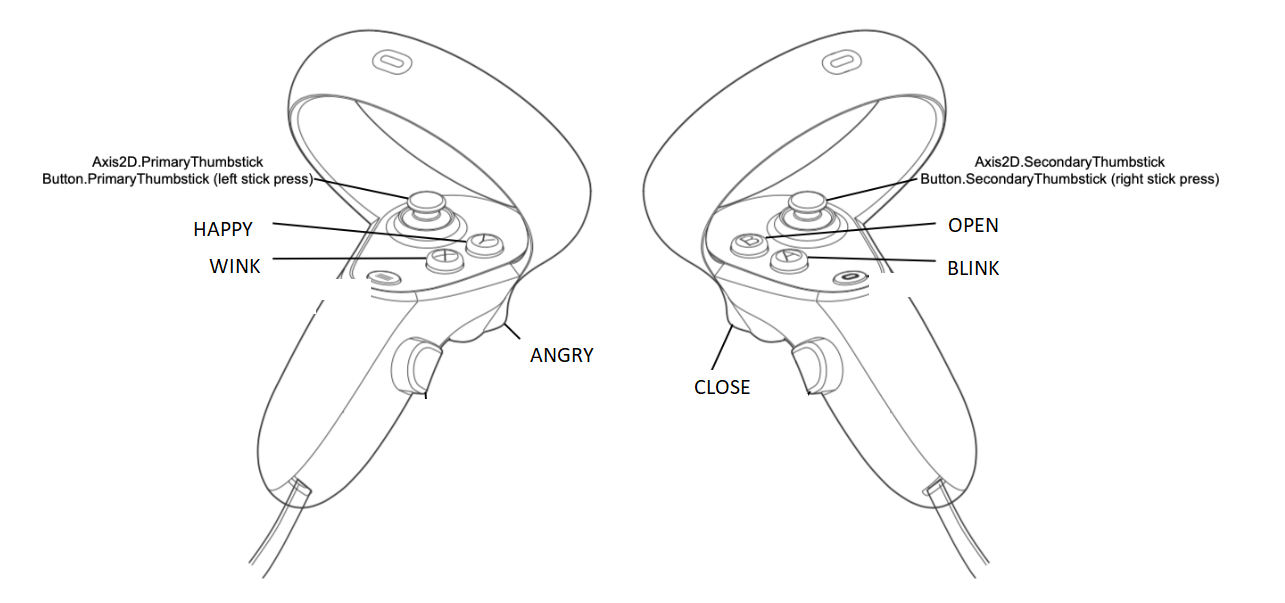 Axis2D.PrimaryThumbstick
Button.PrimaryThumbstick (left stick press)
HAPPY
Y
WINK
X
ANGRY
Axis2D.SecondaryThumbstick
Button.SecondaryThumbstick (right stick press)
OPEN
B
BLINK
A
CLOSE